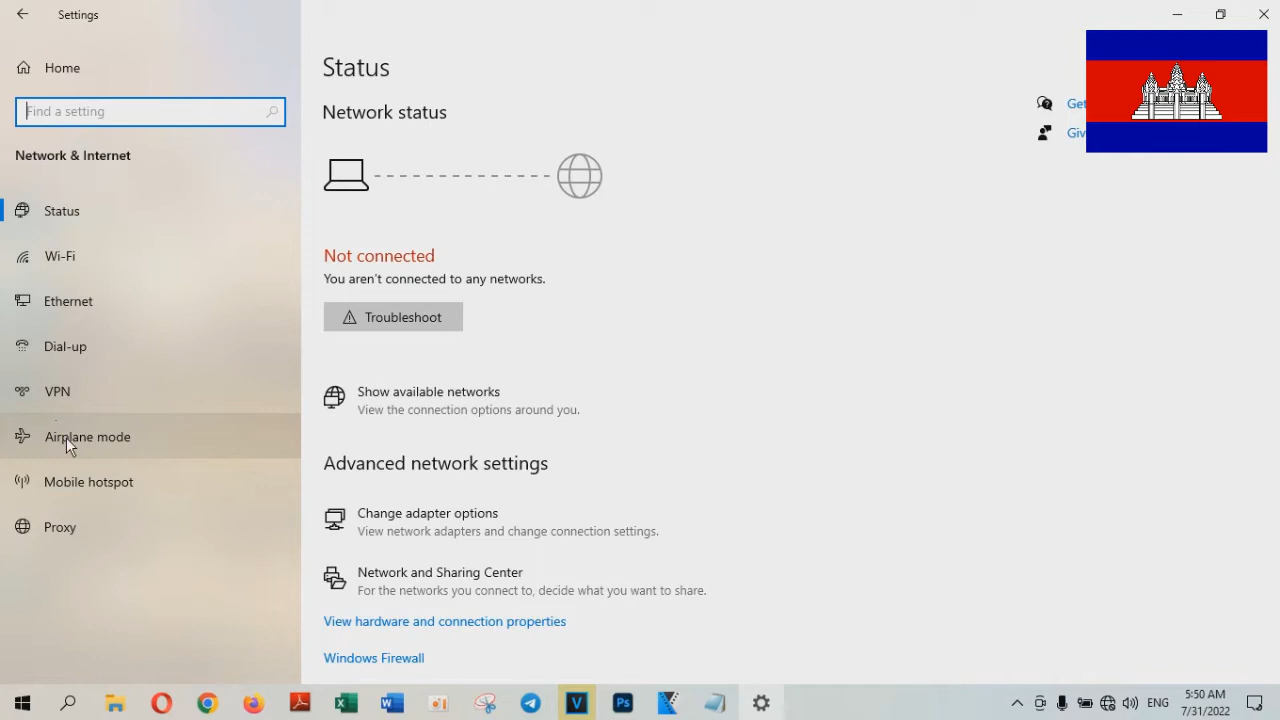 Settings
Home
Find a setting
Network & Internet
Status
Wi-Fi
Ethernet
Dial-up
VPN
Airplane mode
Mobile hotspot
Proxy
Status
Network status
Not connected
You aren't connected to any networks.
Troubleshoot
Show available networks
View the connection options around you.
Advanced network settings
Change adapter options
View network adapters and change connection settings.
Network and Sharing Center
For the networks you connect to, decide what you want to share.
View hardware and connection properties
Windows Firewall
Get
Giv
V
Ps
ENG
5:50 AM
7/31/2022